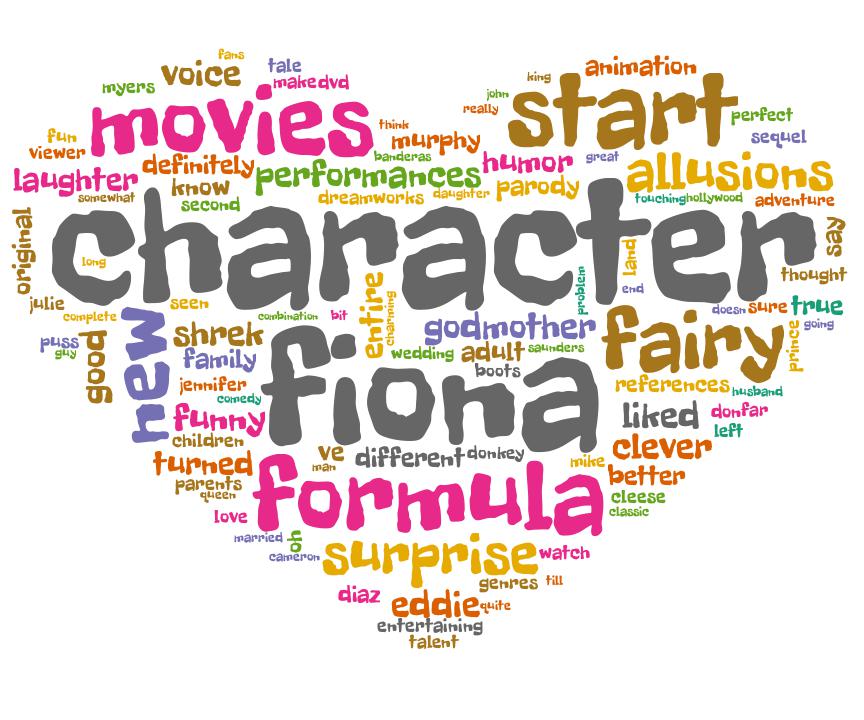 fans
voice
tale
myers
makedvd
king
animation
john
movies
start
really
perfect
fun
think
murphy
sequel
viewer
definitely
banderas
humor
great
laughter
know
performances
parody
allusions
somewhat
second
dreamworks
daughter
touching
hollywood
adventure
original
character
say
long
land
thought
end
problem
julie
seen
entire
charming
doesn
sure
true
complete
new
combination
bit
godmother
fairy
going
puss
guy
good
shrek
family
wedding
adult
saunders
prince
boots
jennifer
fiona
references
husband
comedy
funny
liked
donfar
children
left
turned
ve
man
different
donkey
clever
parents
mike
better
queen
formula
cleese
love
classic
married
oh
cameron
surprise
watch
genres
till
diaz
eddie
quite
entertaining
talent